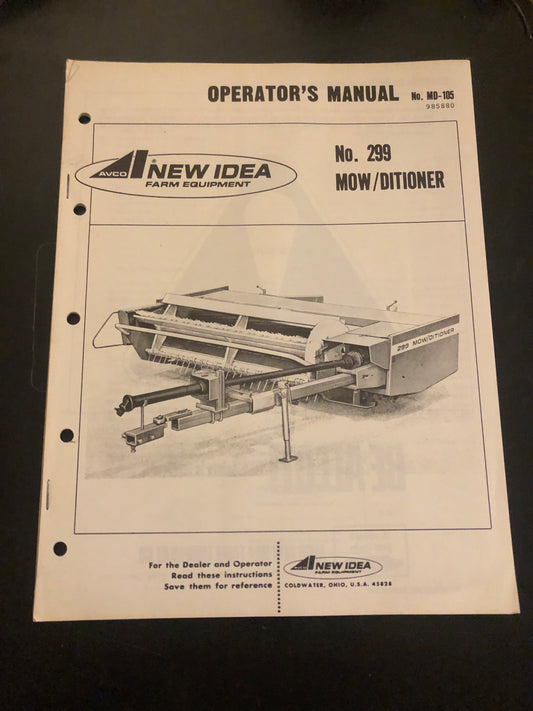 OPERATOR'S MANUAL No. MD-105
985880
AVCO NEW IDEA
FARM EQUIPMENT
No. 299
MOW/DITIONER
299 MOW/DITIONER
For the Dealer and Operator
Read these instructions
Save them for reference
AVCO NEW IDEA
FARM EQUIPMENT
COLDWATER, OHIO, U.S.A. 45828